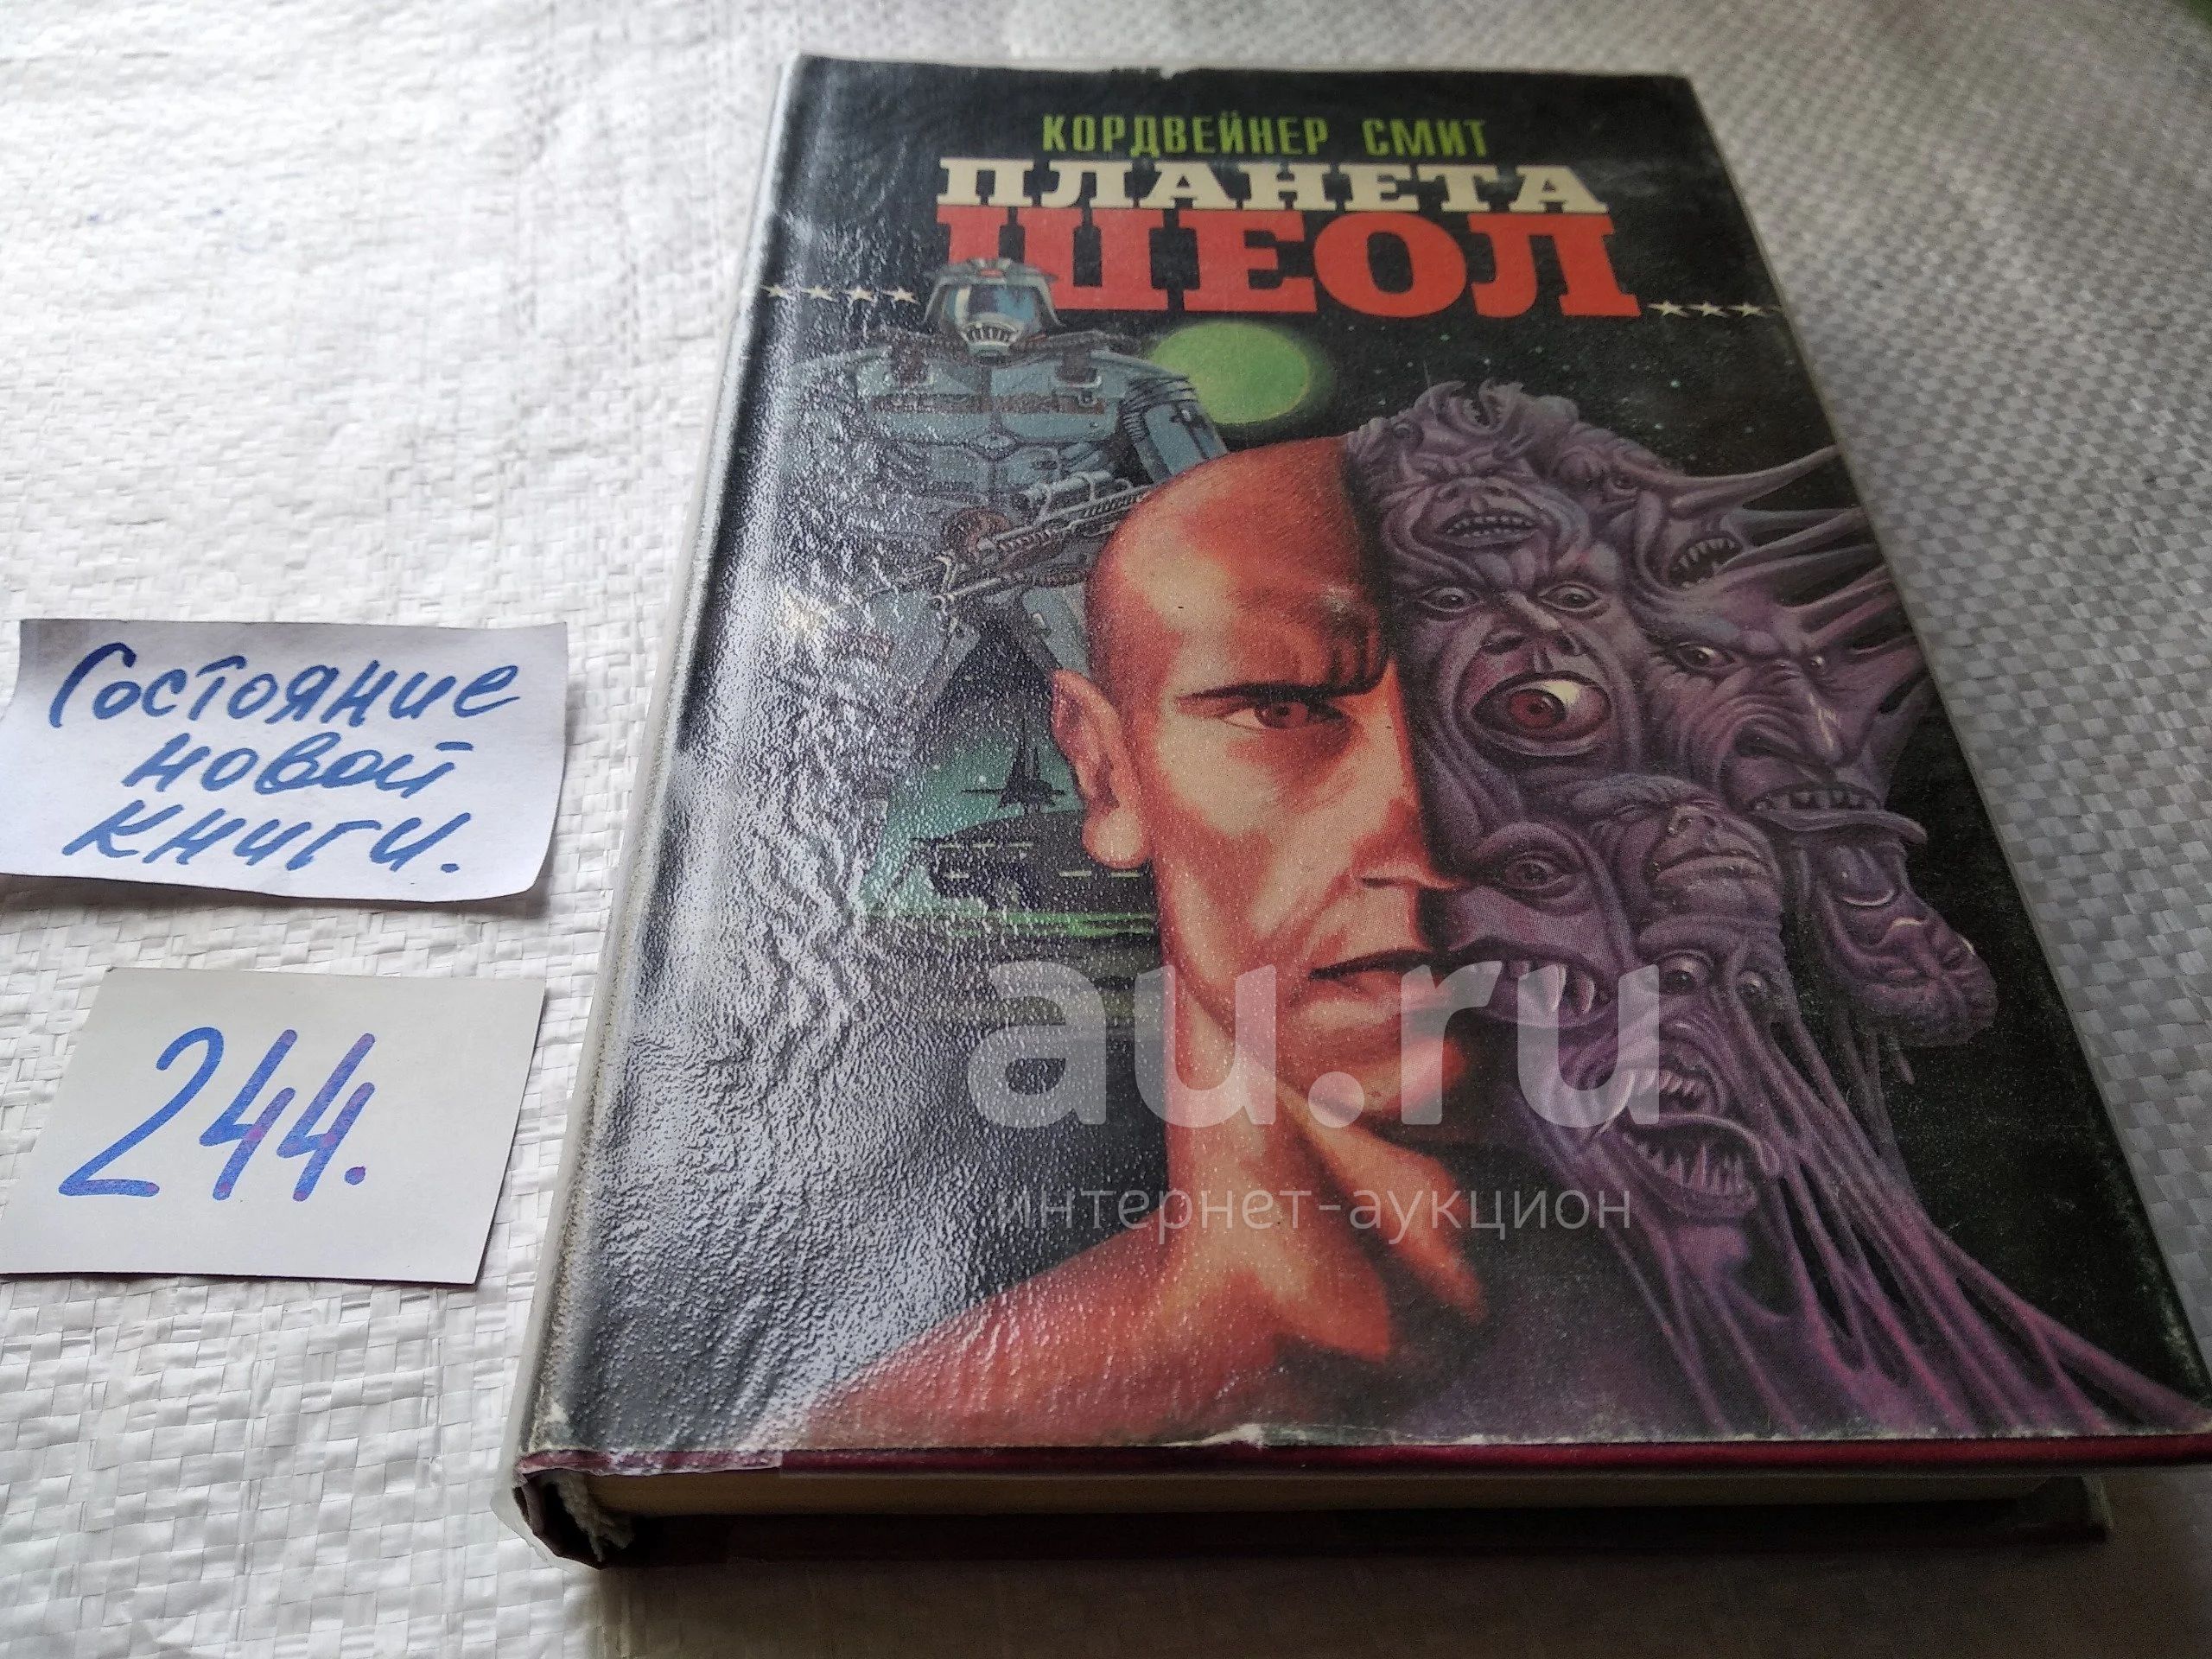 КОРДВЕЙНЕР СМИТ
ПЛАНЕТА
ШЕОЛ
Состояние
новой
книги.
244.
au.ru
интернет-аукцион